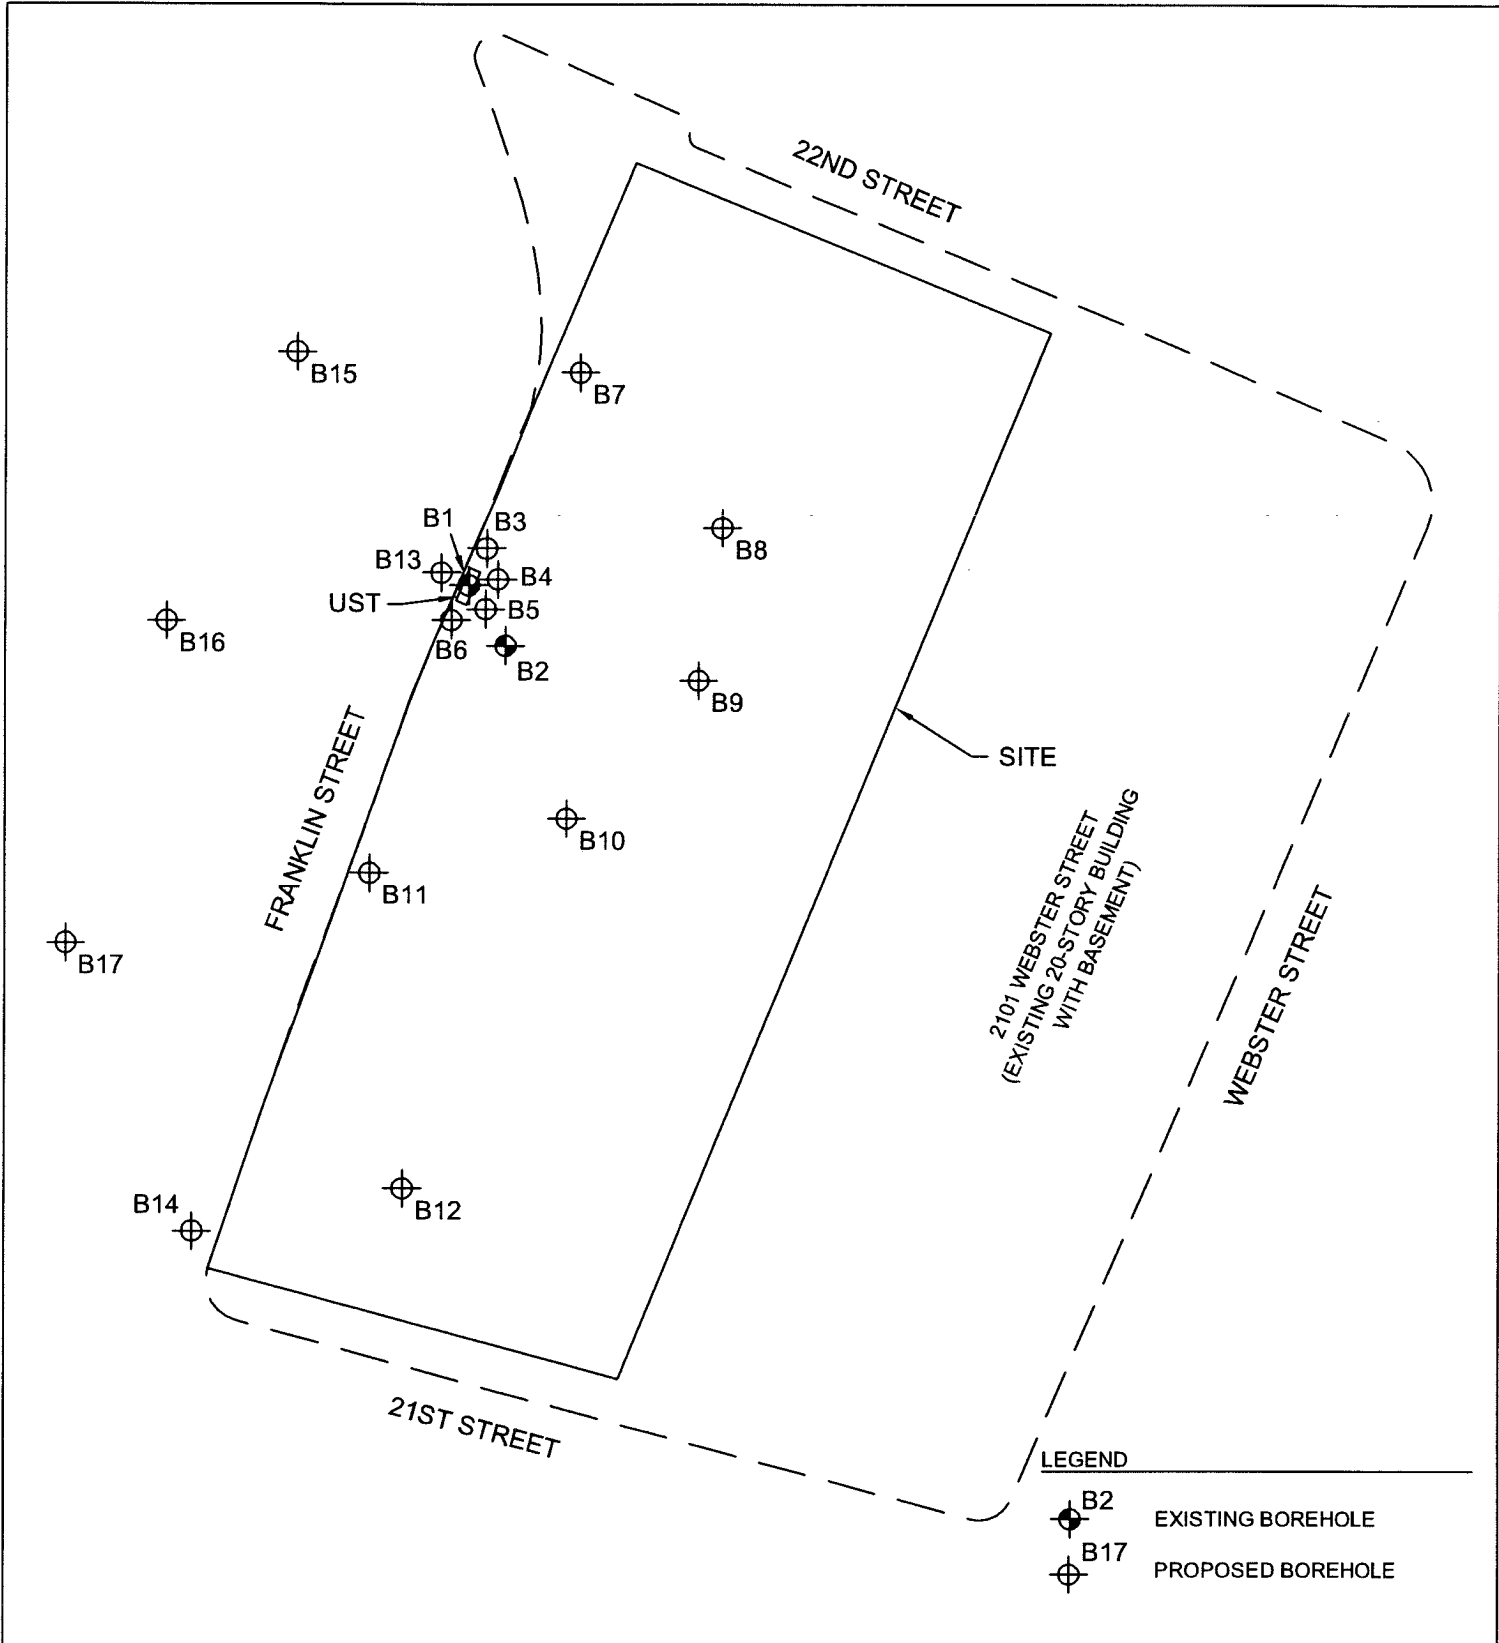 22ND STREET
B15
B7
B1
B3
B8
B13
B4
UST
B5
B16
B6
B2
B9
FRANKLIN STREET
SITE
B10
2101 WEBSTER STREET
(EXISTING 20-STORY BUILDING
WITH BASEMENT)
B11
WEBSTER STREET
B17
B14
B12
21ST STREET
LEGEND
B2
EXISTING BOREHOLE
B17
PROPOSED BOREHOLE